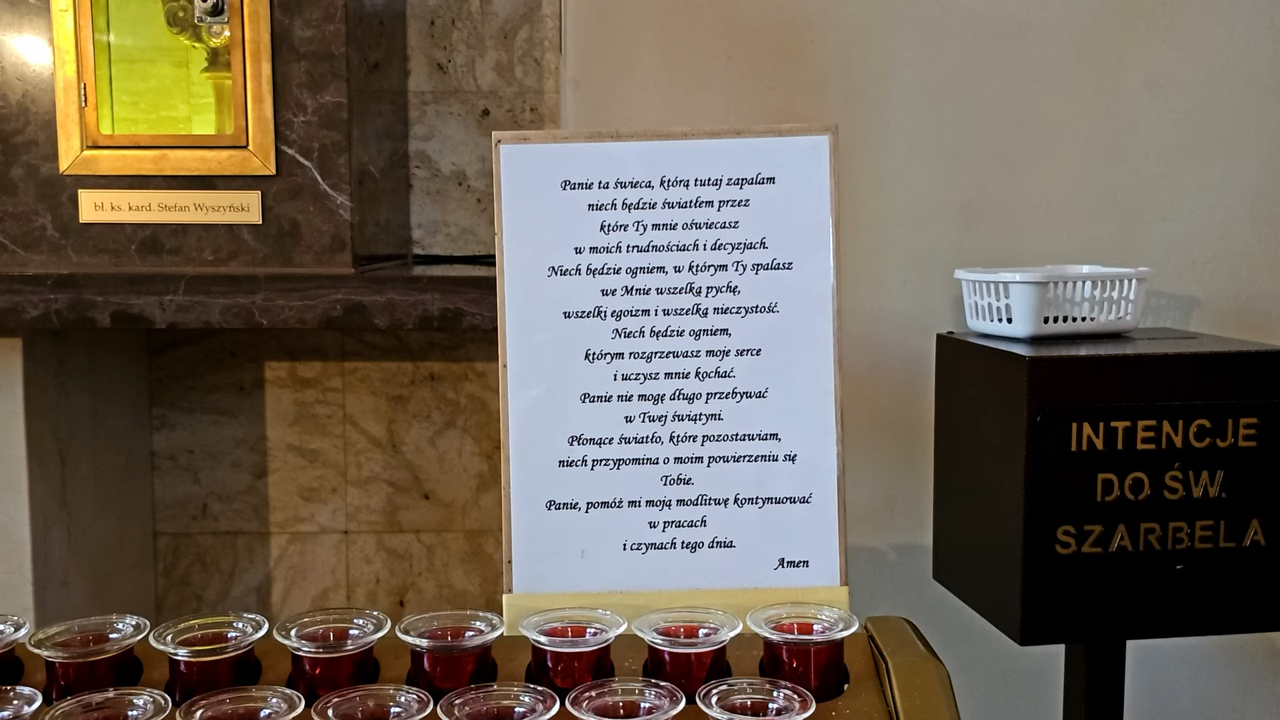 bł. ks. kard. Stefan Wyszyński
Panie ta świeca, którą tutaj zapalam
niech będzie światłem przez
które Ty mnie oświecasz
w moich trudnościach i decyzjach.
Niech będzie ogniem, w którym Ty spalasz
we Mnie wszelką pychę,
wszelki egoizm i wszelką nieczystość.
Niech będzie ogniem,
którym rozgrzewasz moje serce
i uczysz mnie kochać.
Panie nie mogę długo przebywać
w Twej świątyni.
Płonące światło, które pozostawiam,
niech przypomina o moim powierzeniu się
Tobie.
Panie, pomóż mi moją modlitwę kontynuować
w pracach
i czynach tego dnia.
Amen
INTENCJE
DO ŚW.
SZARBELA